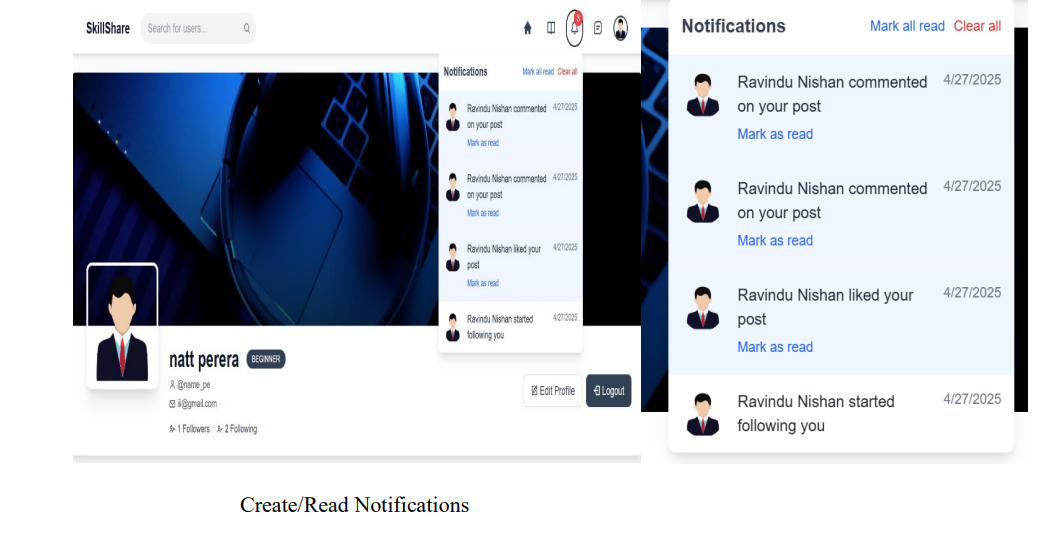 SkillShare
Search for users...
3
Notifications
Mark all read Clear all
Ravindu Nishan commented 4/27/2025
on your post
Mark as read
Ravindu Nishan commented 4/27/2025
on your post
Mark as read
Ravindu Nishan liked your 4/27/2025
post
Mark as read
Ravindu Nishan started 4/27/2025
following you
natt perera BEGINNER
@name_pe
ii@gmail.com
1 Followers 2 Following
Edit Profile Logout
Notifications Mark all read Clear all
Ravindu Nishan commented 4/27/2025
on your post
Mark as read
Ravindu Nishan commented 4/27/2025
on your post
Mark as read
Ravindu Nishan liked your 4/27/2025
post
Mark as read
Ravindu Nishan started 4/27/2025
following you
Create/Read Notifications